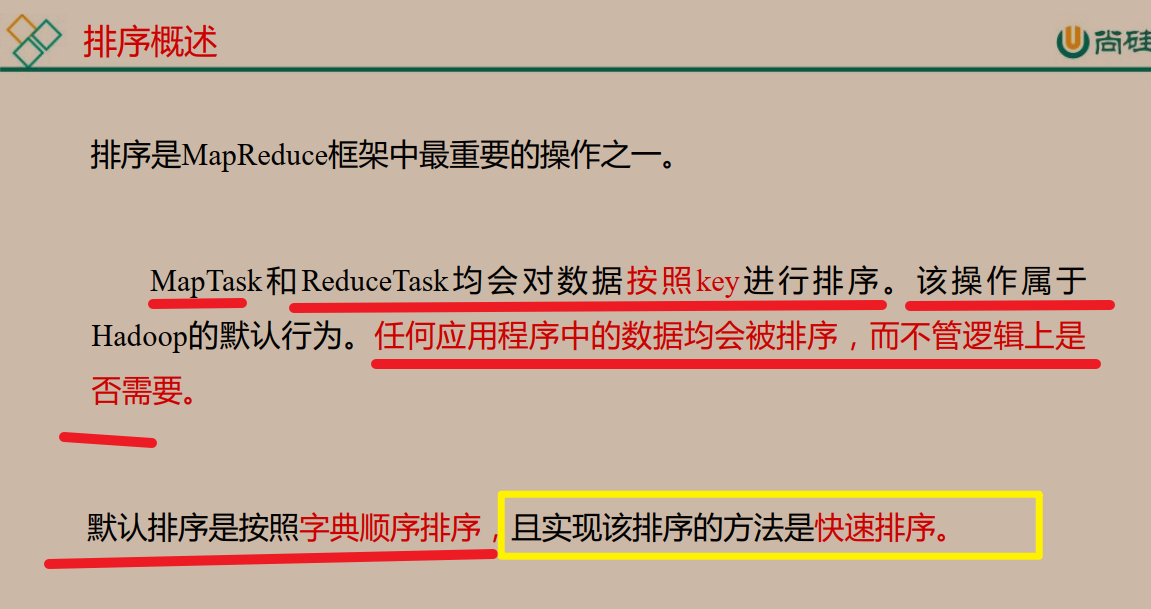 排序概述
尚硅
排序是MapReduce框架中最重要的操作之一。
MapTask和ReduceTask均会对数据按照key进行排序。该操作属于
Hadoop的默认行为。任何应用程序中的数据均会被排序，而不管逻辑上是
否需要。
默认排序是按照字典顺序排序，且实现该排序的方法是快速排序。